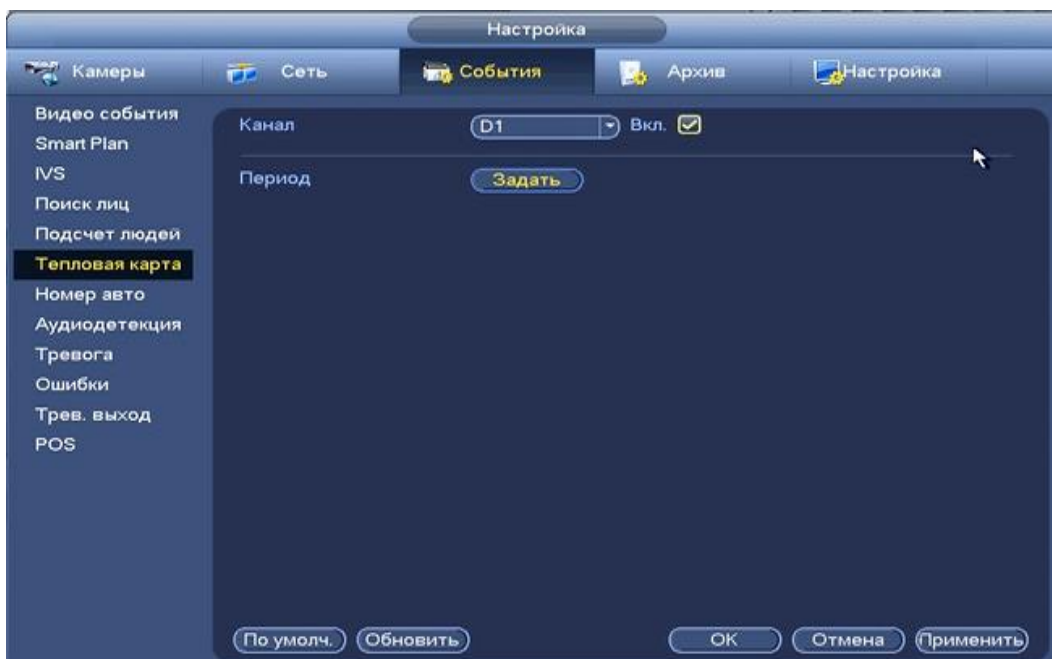 Настройка
Камеры Сеть События Архив Настройка
Видео события
Smart Plan
IVS
Поиск лиц
Подсчет людей
Тепловая карта
Номер авто
Аудиодетекция
Тревога
Ошибки
Трев. выход
POS
Канал D1 Вкл.
Период Задать
По умолч. Обновить OK Отмена Применить